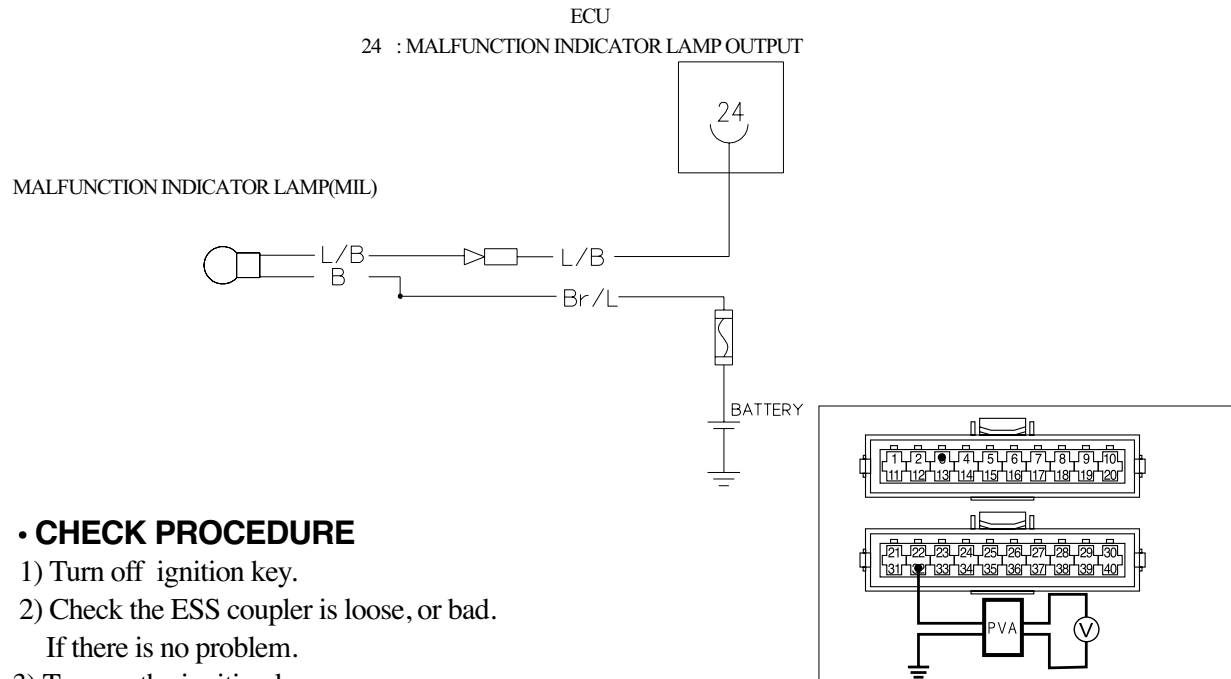 ECU
24 : MALFUNCTION INDICATOR LAMP OUTPUT
24
MALFUNCTION INDICATOR LAMP(MIL)
L/B L/B
B
Br/L
BATTERY
1 2 4 5 6 7 8 9 10
11 12 13 14 15 16 17 18 19 20
21 22 23 24 25 26 27 28 29 30
31 33 34 35 36 37 38 39 40
PVA V
• CHECK PROCEDURE
1) Turn off ignition key.
2) Check the ESS coupler is loose, or bad.
If there is no problem.